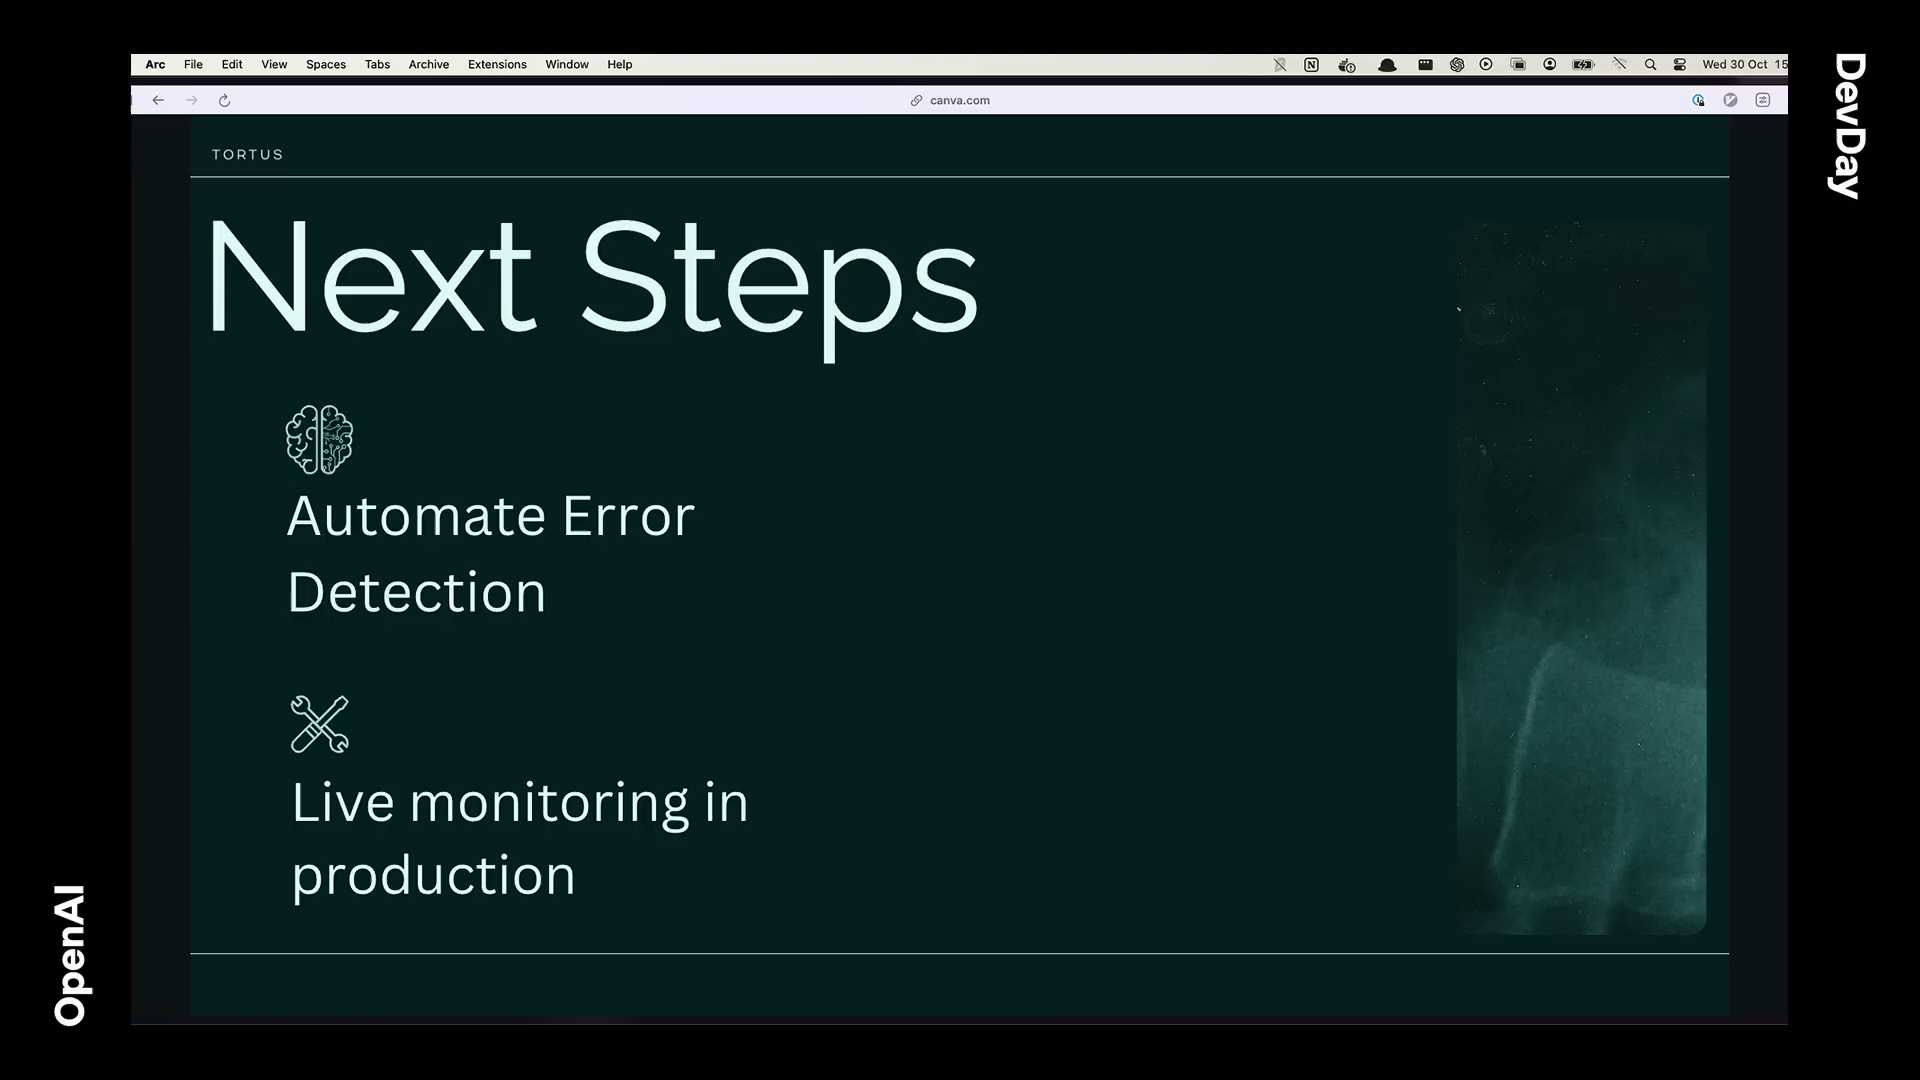 Arc File Edit View Spaces Tabs Archive Extensions Window Help
Wed 30 Oct 15
canva.com
TORTUS
Next Steps
Automate Error
Detection
Live monitoring in
production
DevDay
OpenAI